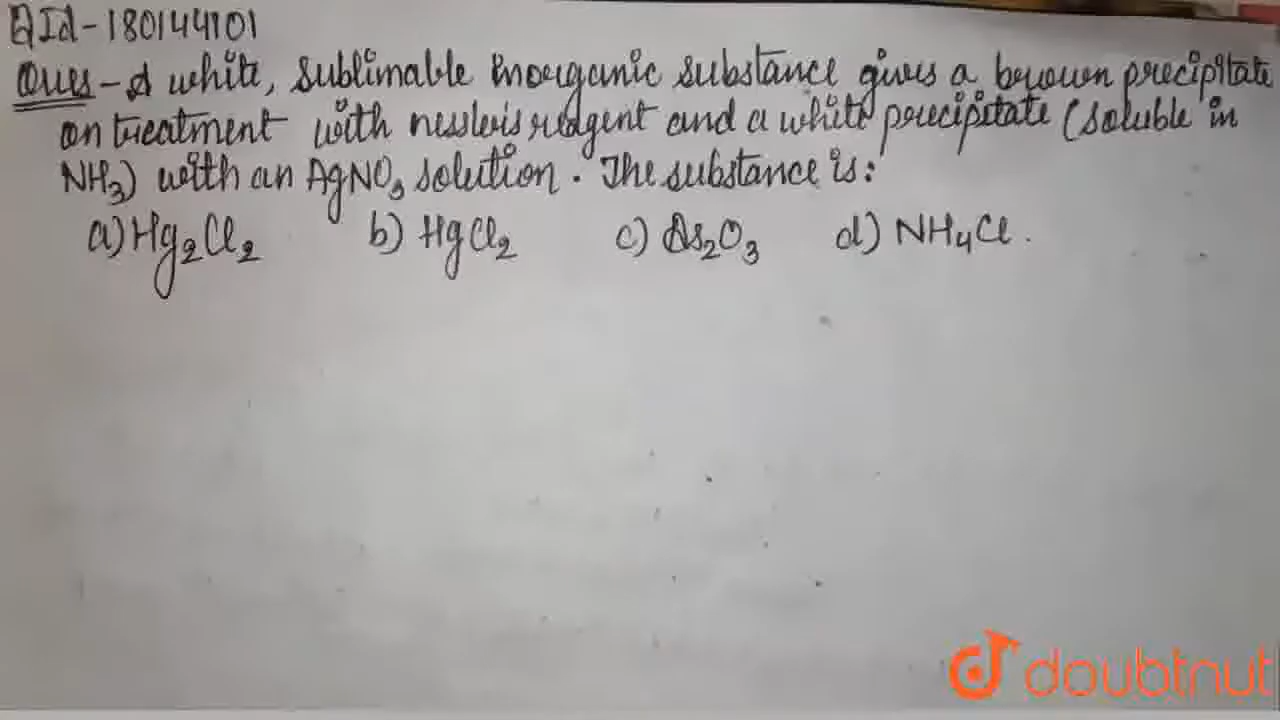 QId-180144101
Ques - A white, sublimable inorganic substance gives a brown precipitate
on treatment with nessler's reagent and a white precipitate (soluble in
NH₃) with an AgNO₃ solution. The substance is:
a) Hg₂Cl₂ b) HgCl₂ c) As₂O₃ d) NH₄Cl.
doubtnut